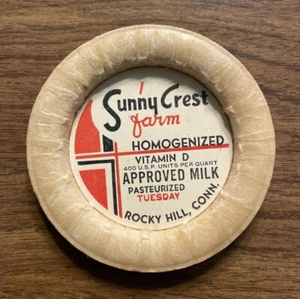 Sunny Crest
farm
HOMOGENIZED
VITAMIN D
400 U.S.P. UNITS PER QUART
APPROVED MILK
PASTEURIZED
TUESDAY
ROCKY HILL, CONN.